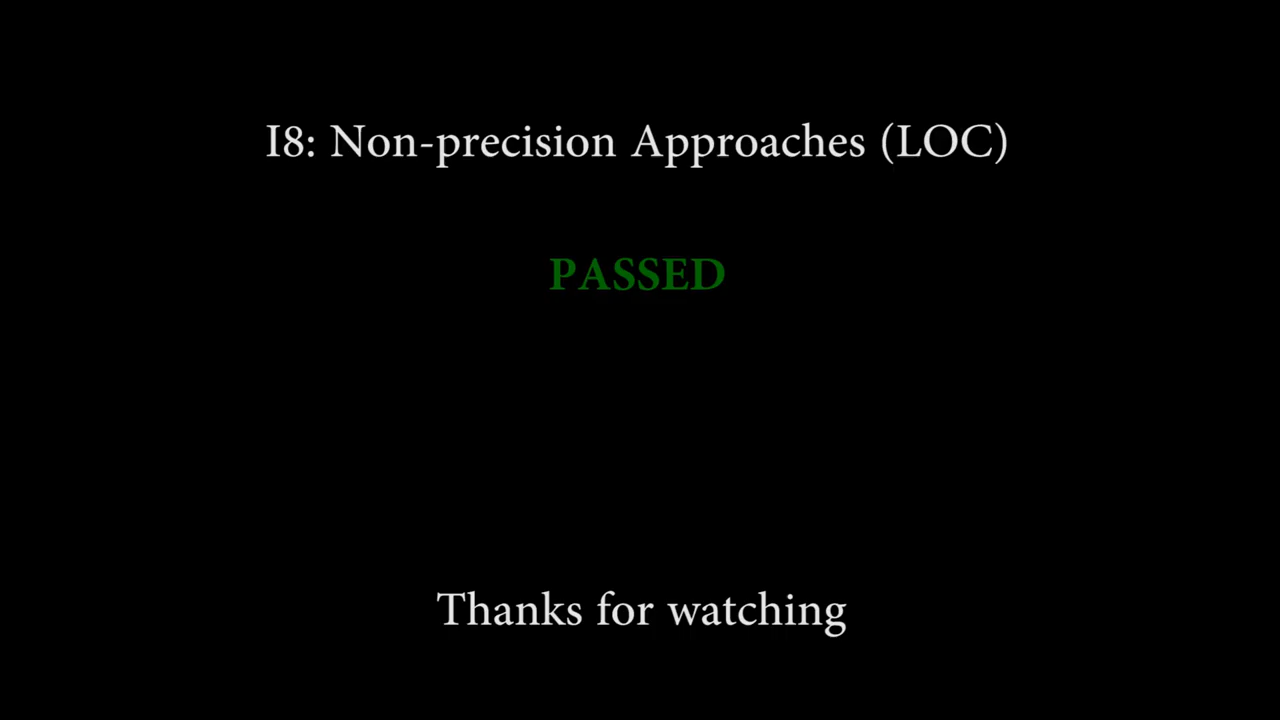 I8: Non-precision Approaches (LOC)
PASSED
Thanks for watching